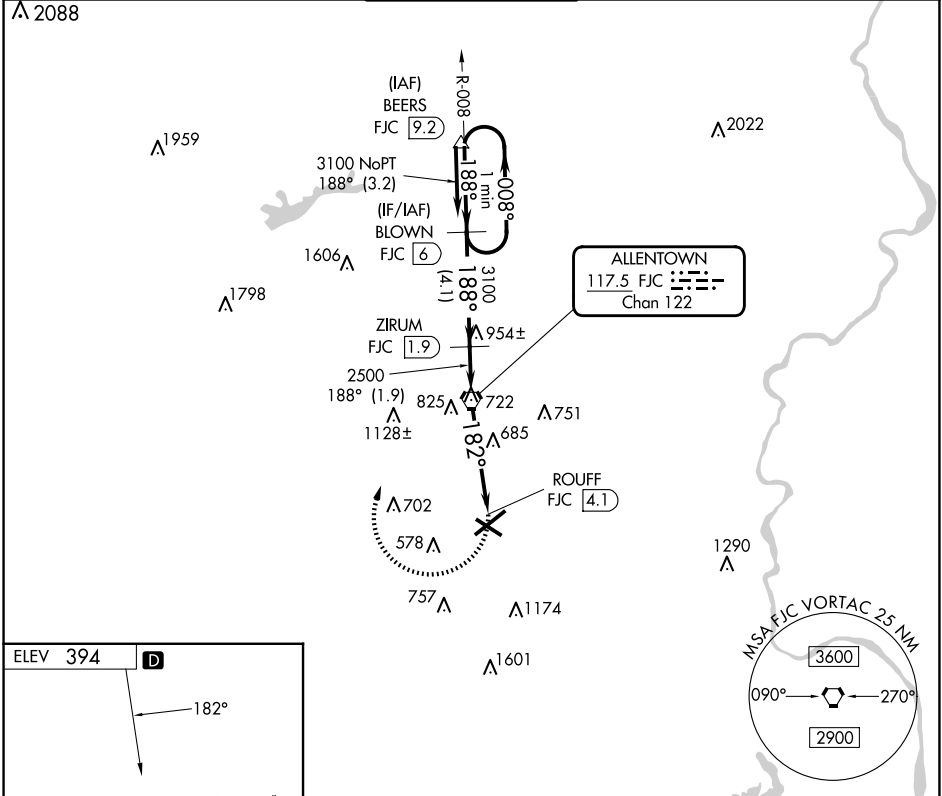 2088
(IAF)
BEERS
FJC 9.2
R-008
1959
2022
3100 NoPT
188° (3.2)
188°
1 min
008°
(IF/IAF)
BLOWN
FJC 6
1606
3100
188°
(4.1)
ALLENTOWN
117.5 FJC
Chan 122
1798
ZIRUM
FJC 1.9
954±
2500
188° (1.9)
825
722
751
1128±
685
182°
ROUFF
FJC 4.1
702
578
1290
757
1174
MSA FJC VORTAC 25 NM
3600
090°
270°
2900
1601
ELEV 394
D
182°